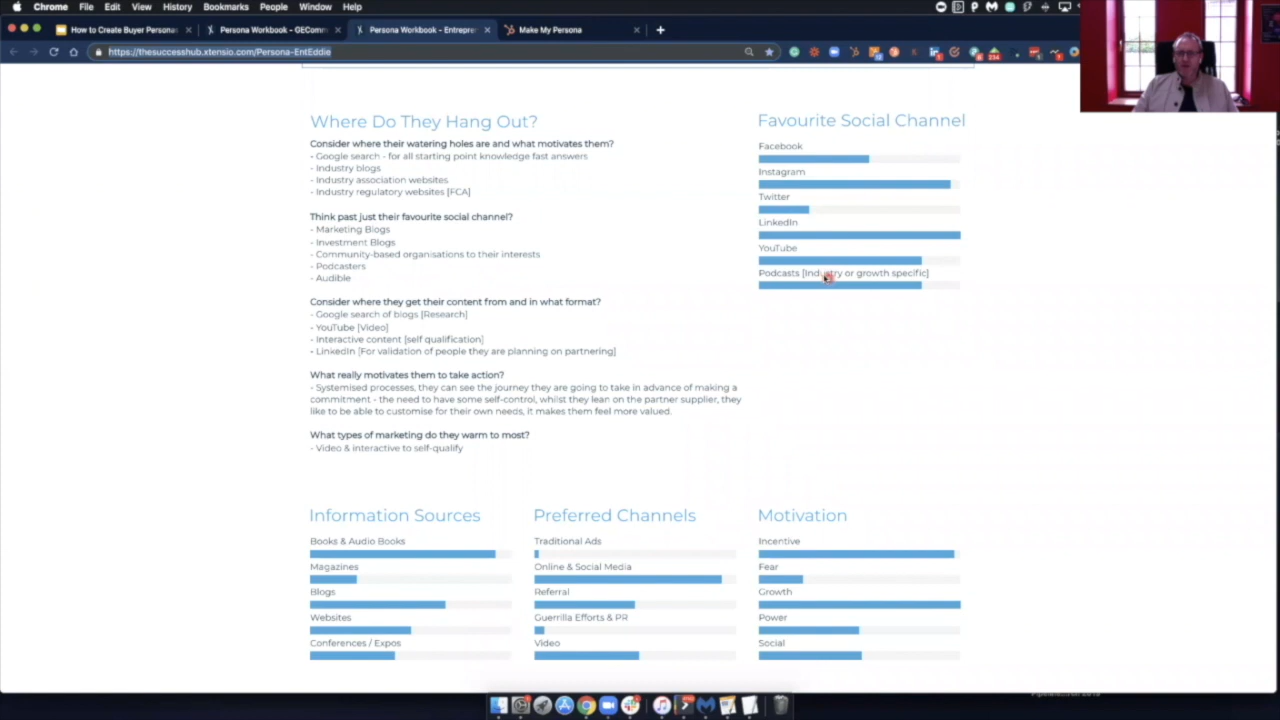 Chrome File Edit View History Bookmarks People Window Help
How to Create Buyer Persona
Persona Workbook - GEComm
Persona Workbook - Entrepre
Make My Persona
https://thesuccesshub.xtensio.com/Persona-EntEddie
Where Do They Hang Out?
Consider where their watering holes are and what motivates them?
- Google search - for all starting point knowledge fast answers
- Industry blogs
- Industry association websites
- Industry regulatory websites [FCA]
Think past just their favourite social channel?
- Marketing Blogs
- Investment Blogs
- Community-based organisations to their interests
- Podcasters
- Audible
Consider where they get their content from and in what format?
- Google search of blogs [Research]
- YouTube [Video]
- Interactive content [self qualification]
- LinkedIn [For validation of people they are planning on partnering]
What really motivates them to take action?
- Systemised processes, they can see the journey they are going to take in advance of making a
commitment - the need to have some self-control, whilst they lean on the partner supplier, they
like to be able to customise for their own needs, it makes them feel more valued.
What types of marketing do they warm to most?
- Video & interactive to self-qualify
Favourite Social Channel
Facebook
Instagram
Twitter
LinkedIn
YouTube
Podcasts [Industry or growth specific]
Information Sources
Books & Audio Books
Magazines
Blogs
Websites
Conferences / Expos
Preferred Channels
Traditional Ads
Online & Social Media
Referral
Guerrilla Efforts & PR
Video
Motivation
Incentive
Fear
Growth
Power
Social